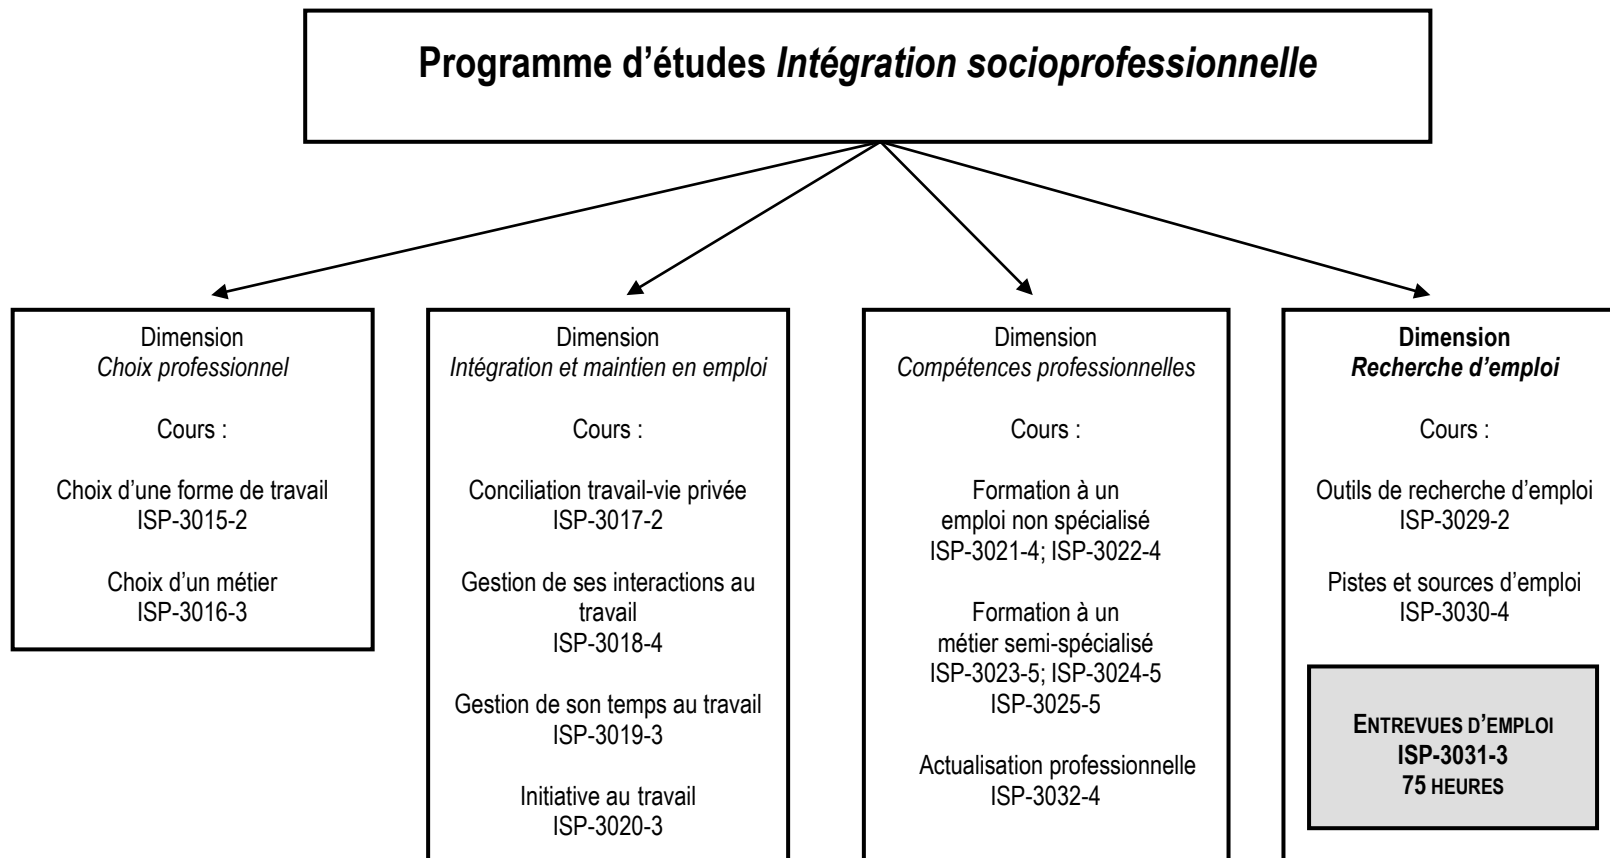 Programme d’études Intégration socioprofessionnelle
Dimension
Choix professionnel
Cours :
Choix d’une forme de travail
ISP-3015-2
Choix d’un métier
ISP-3016-3
Dimension
Intégration et maintien en emploi
Cours :
Conciliation travail-vie privée
ISP-3017-2
Gestion de ses interactions au
travail
ISP-3018-4
Gestion de son temps au travail
ISP-3019-3
Initiative au travail
ISP-3020-3
Dimension
Compétences professionnelles
Cours :
Formation à un
emploi non spécialisé
ISP-3021-4; ISP-3022-4
Formation à un
métier semi-spécialisé
ISP-3023-5; ISP-3024-5
ISP-3025-5
Actualisation professionnelle
ISP-3032-4
Dimension
Recherche d’emploi
Cours :
Outils de recherche d’emploi
ISP-3029-2
Pistes et sources d’emploi
ISP-3030-4
ENTREVUES D’EMPLOI
ISP-3031-3
75 HEURES